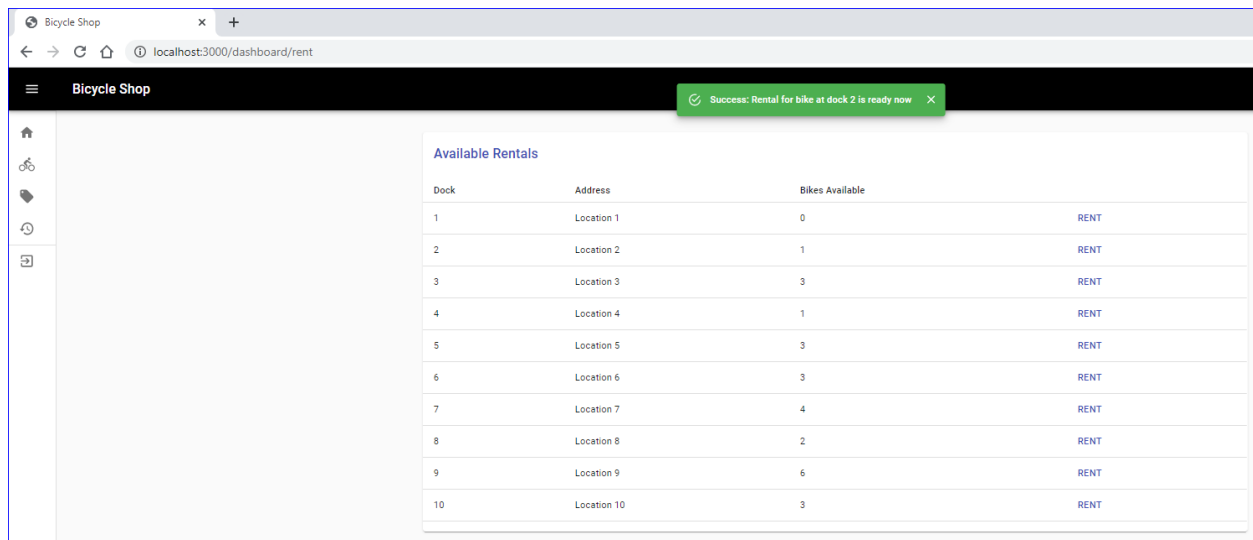 Bicycle Shop
localhost:3000/dashboard/rent
Bicycle Shop
Success: Rental for bike at dock 2 is ready now
Available Rentals
Dock Address Bikes Available
1 Location 1 0 RENT
2 Location 2 1 RENT
3 Location 3 3 RENT
4 Location 4 1 RENT
5 Location 5 3 RENT
6 Location 6 3 RENT
7 Location 7 4 RENT
8 Location 8 2 RENT
9 Location 9 6 RENT
10 Location 10 3 RENT